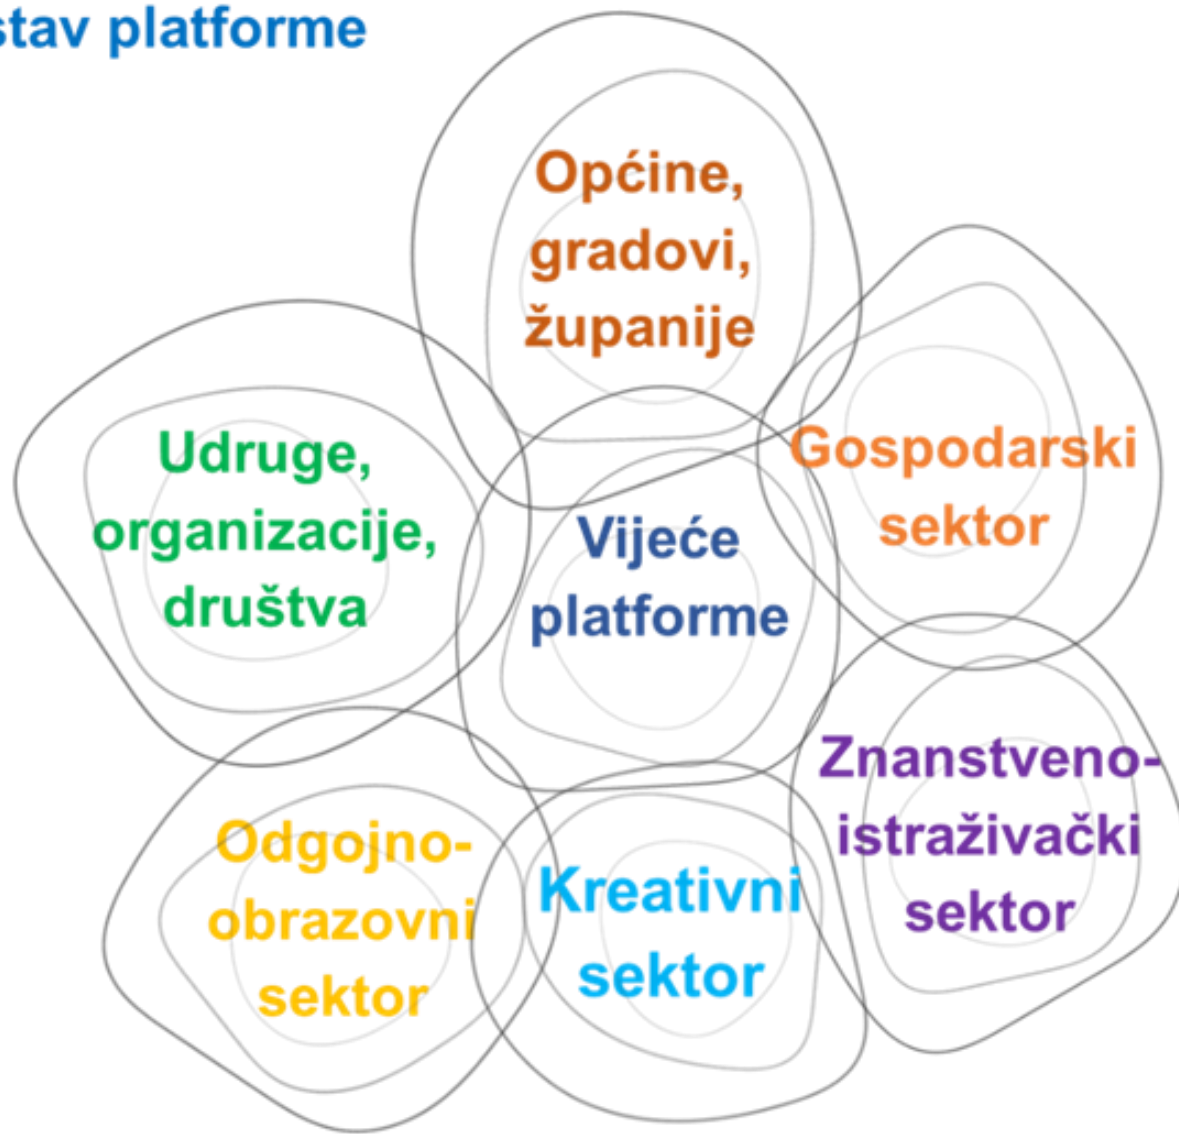 stav platforme
Općine,
gradovi,
županije
Gospodarski
sektor
Udruge,
organizacije,
društva
Vijeće
platforme
Znanstveno-
istraživački
sektor
Odgojno-
obrazovni
sektor
Kreativni
sektor